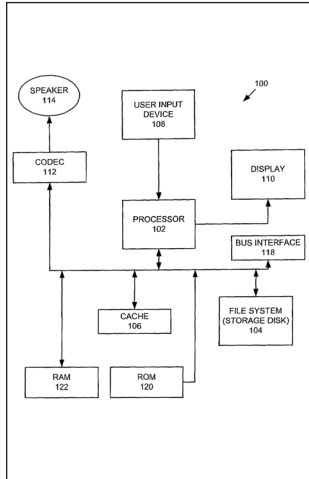 100
SPEAKER
114
USER INPUT
DEVICE
108
CODEC
112
DISPLAY
110
PROCESSOR
102
BUS INTERFACE
118
CACHE
106
FILE SYSTEM
(STORAGE DISK)
104
RAM
122
ROM
120